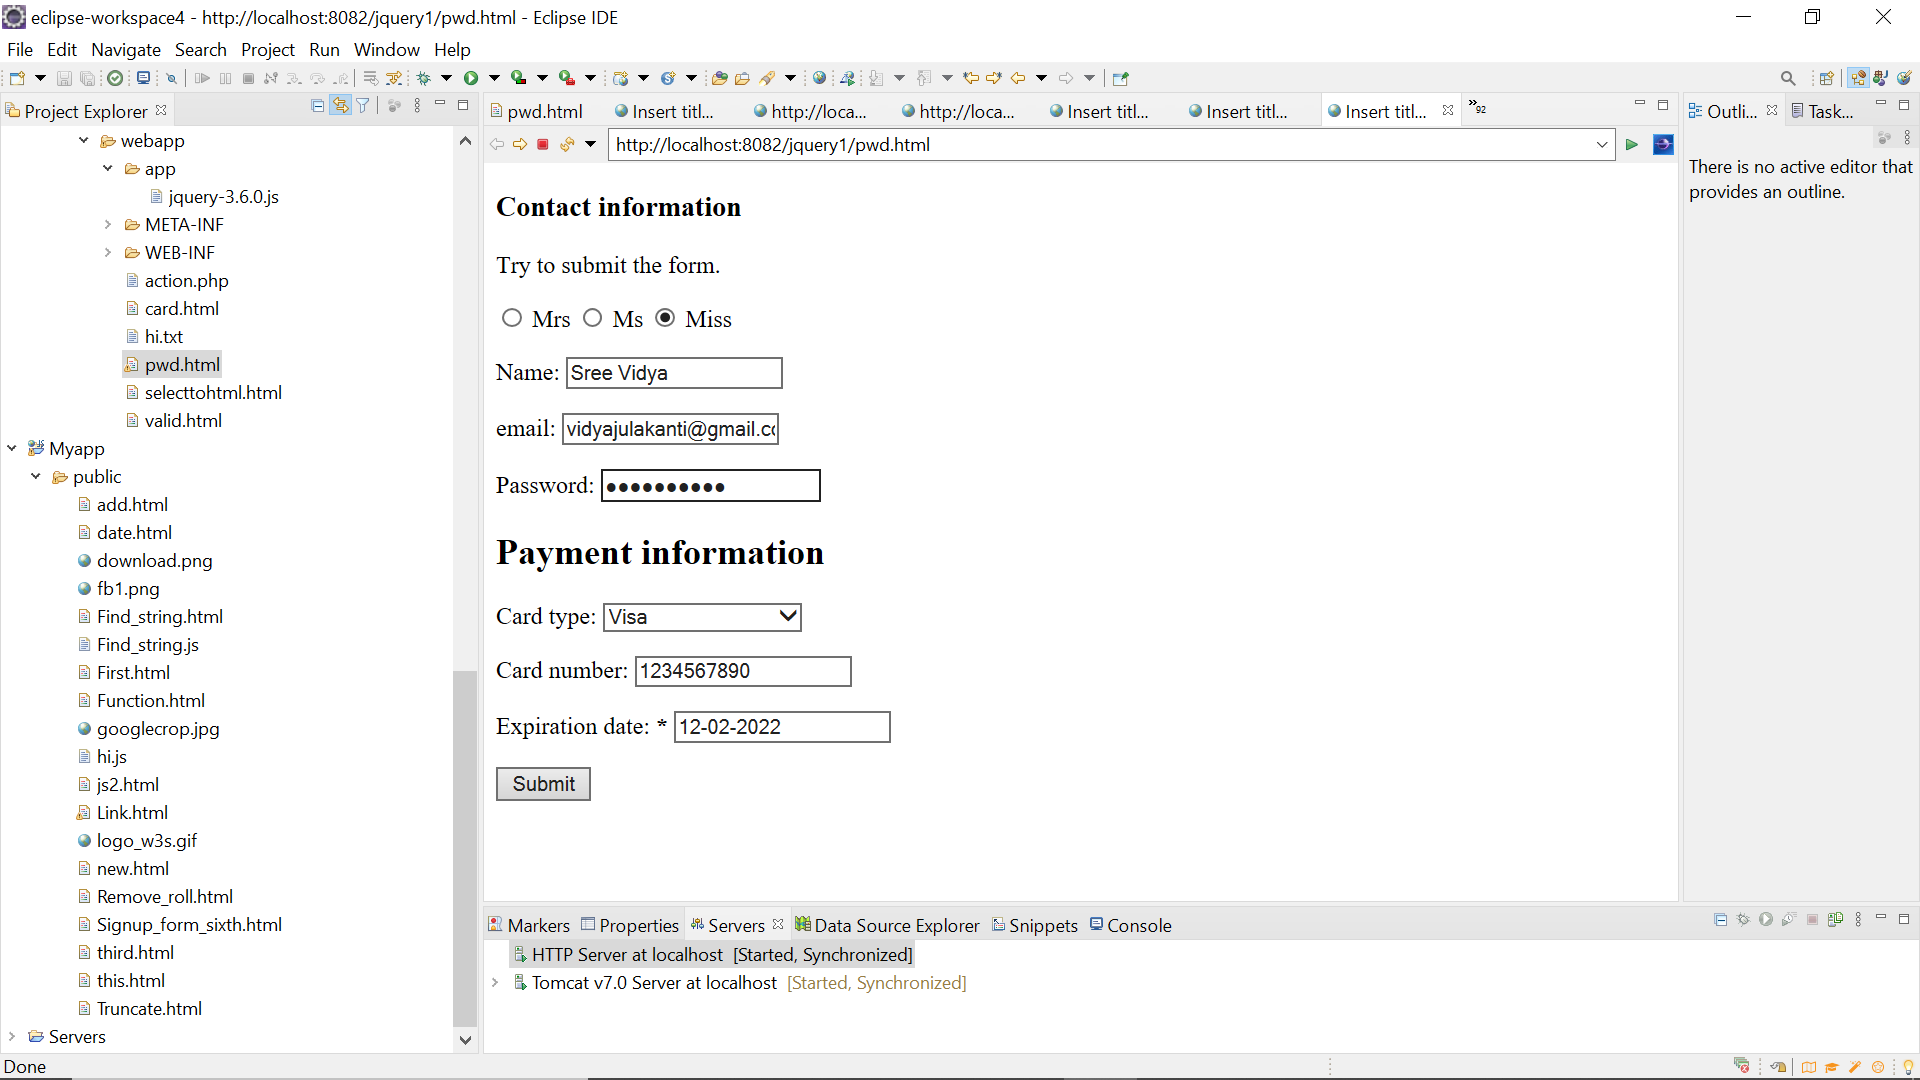 eclipse-workspace4 - http://localhost:8082/jquery1/pwd.html - Eclipse IDE
File Edit Navigate Search Project Run Window Help
Project Explorer
webapp
app
jquery-3.6.0.js
META-INF
WEB-INF
action.php
card.html
hi.txt
pwd.html
selecttohtml.html
valid.html
Myapp
public
add.html
date.html
download.png
fb1.png
Find_string.html
Find_string.js
First.html
Function.html
googlecrop.jpg
hi.js
js2.html
Link.html
logo_w3s.gif
new.html
Remove_roll.html
Signup_form_sixth.html
third.html
this.html
Truncate.html
Servers
pwd.html Insert titl... http://loca... http://loca... Insert titl... Insert titl... Insert titl... »92
http://localhost:8082/jquery1/pwd.html
Contact information
Try to submit the form.
Mrs Ms Miss
Name: Sree Vidya
email: vidyajulakanti@gmail.co
Password: ●●●●●●●●●●
Payment information
Card type: Visa
Card number: 1234567890
Expiration date: * 12-02-2022
Submit
Outli... Task...
There is no active editor that
provides an outline.
Markers Properties Servers Data Source Explorer Snippets Console
HTTP Server at localhost [Started, Synchronized]
Tomcat v7.0 Server at localhost [Started, Synchronized]
Done